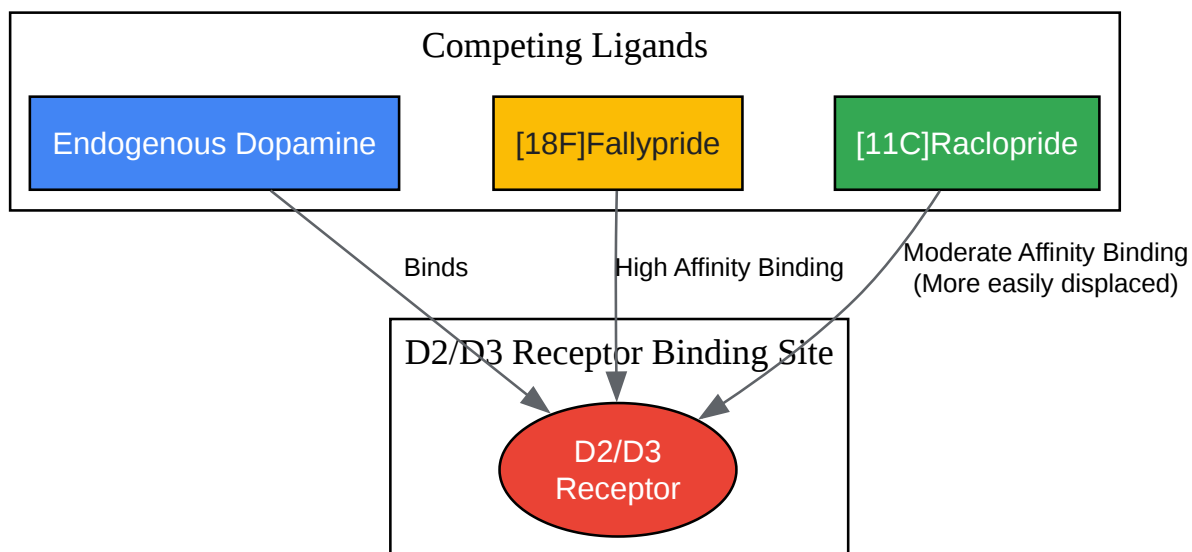 Competing Ligands
Endogenous Dopamine
[18F]Fallypride
[11C]Raclopride
Binds
High Affinity Binding
Moderate Affinity Binding
(More easily displaced)
D2/D3 Receptor Binding Site
D2/D3
Receptor